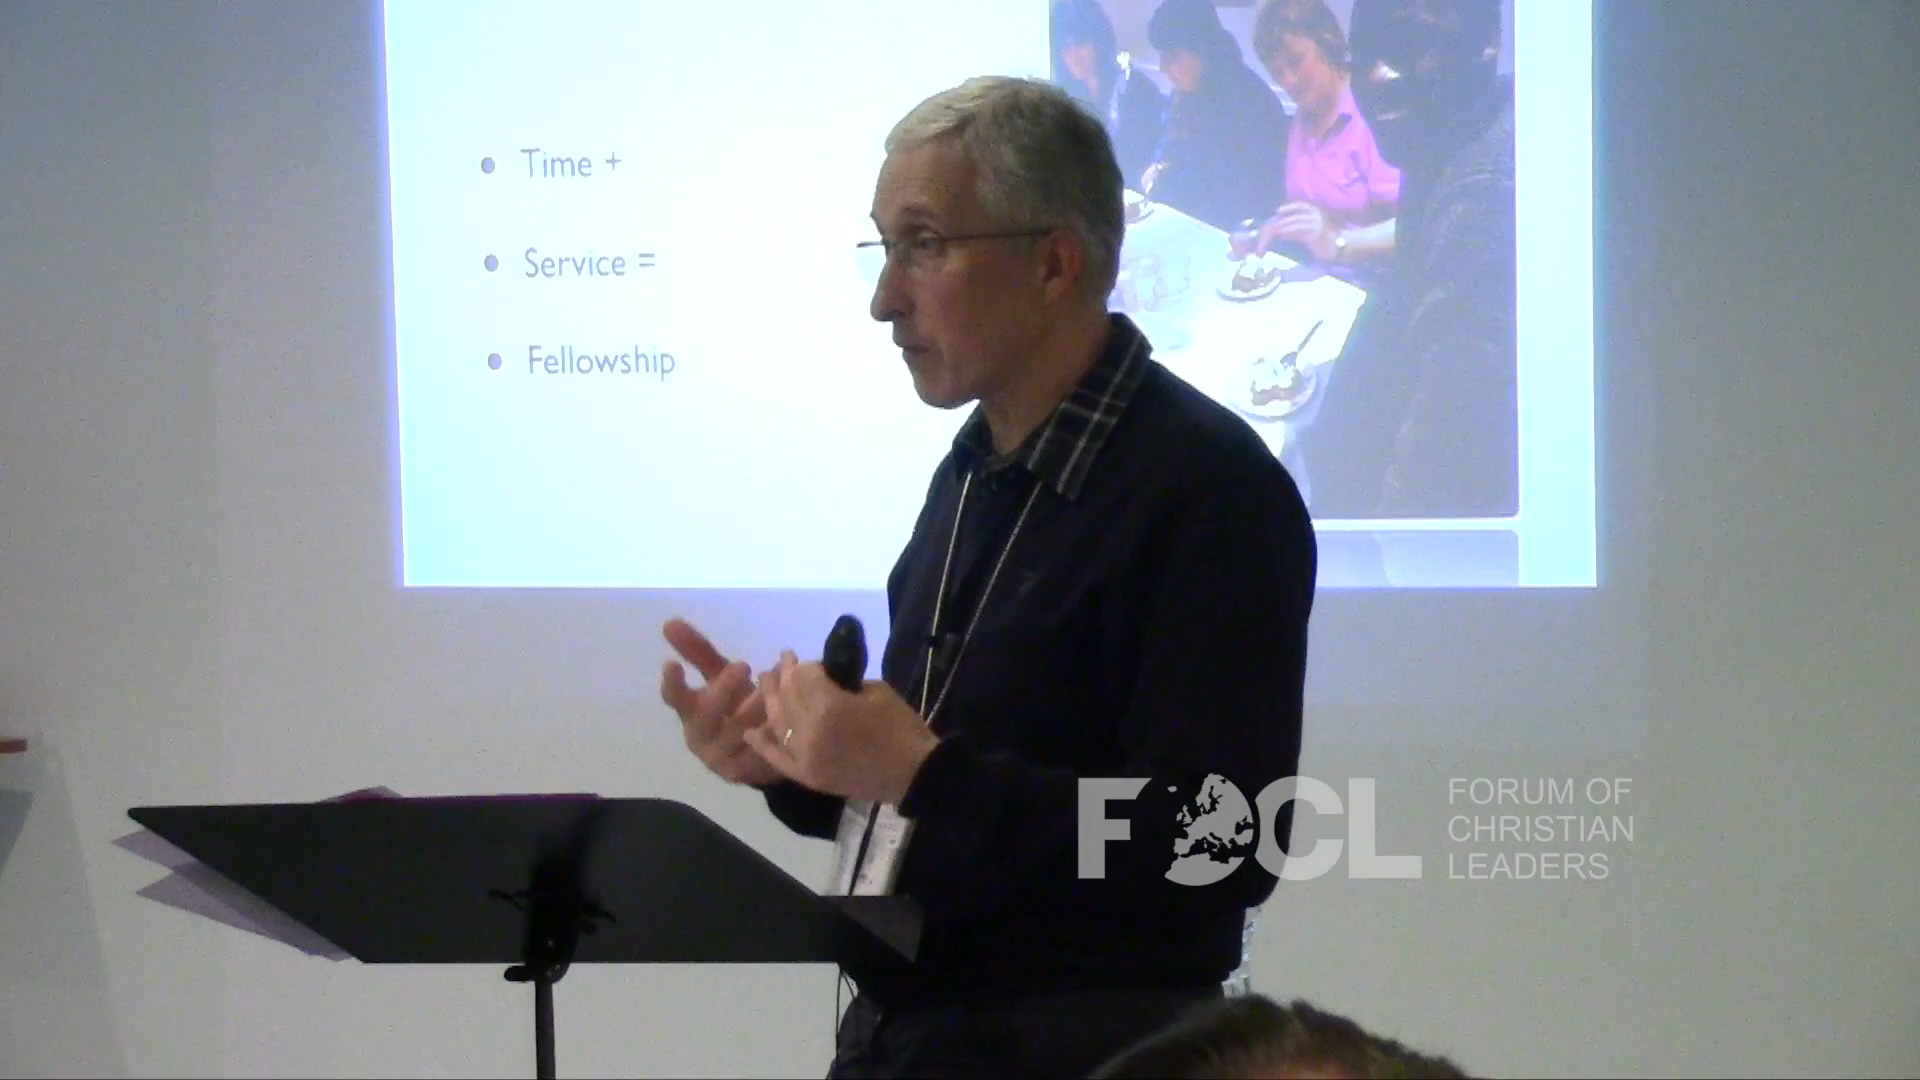 • Time +
• Service =
• Fellowship
FOCL
FORUM OF
CHRISTIAN
LEADERS